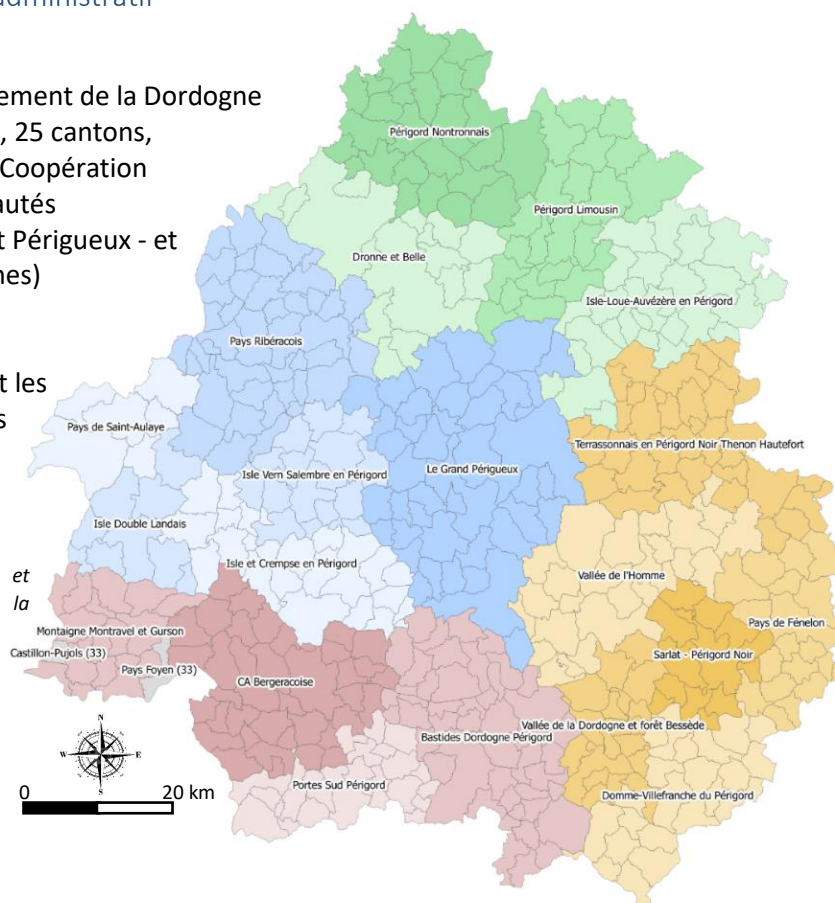 administratif
ement de la Dordogne
, 25 cantons,
Coopération
autés
t Périgueux - et
nes)
t les
s
et
la
Périgord Nontronnais
Périgord Limousin
Dronne et Belle
Isle-Loue-Auvézère en Périgord
Pays Ribéracois
Pays de Saint-Aulaye
Terrassonnais en Périgord Noir Thenon Hautefort
Isle Vern Salembre en Périgord
Le Grand Périgueux
Isle Double Landais
Isle et Crempse en Périgord
Vallée de l'Homme
Montaigne Montravel et Gurson
Pays de Fénelon
Castillon-Pujols (33)
Sarlat - Périgord Noir
Pays Foyen (33)
CA Bergeracoise
Vallée de la Dordogne et forêt Bessède
Bastides Dordogne Périgord
Portes Sud Périgord
Domme-Villefranche du Périgord
N
W
E
S
0
20 km